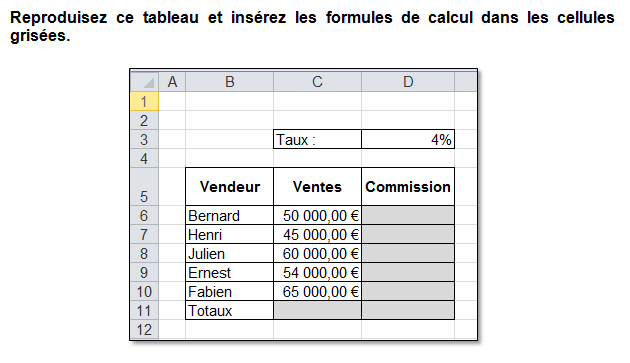 Reproduisez ce tableau et insérez les formules de calcul dans les cellules
grisées.
A B C D
1
2
3 Taux : 4%
4
5 Vendeur Ventes Commission
6 Bernard 50 000,00 €
7 Henri 45 000,00 €
8 Julien 60 000,00 €
9 Ernest 54 000,00 €
10 Fabien 65 000,00 €
11 Totaux
12